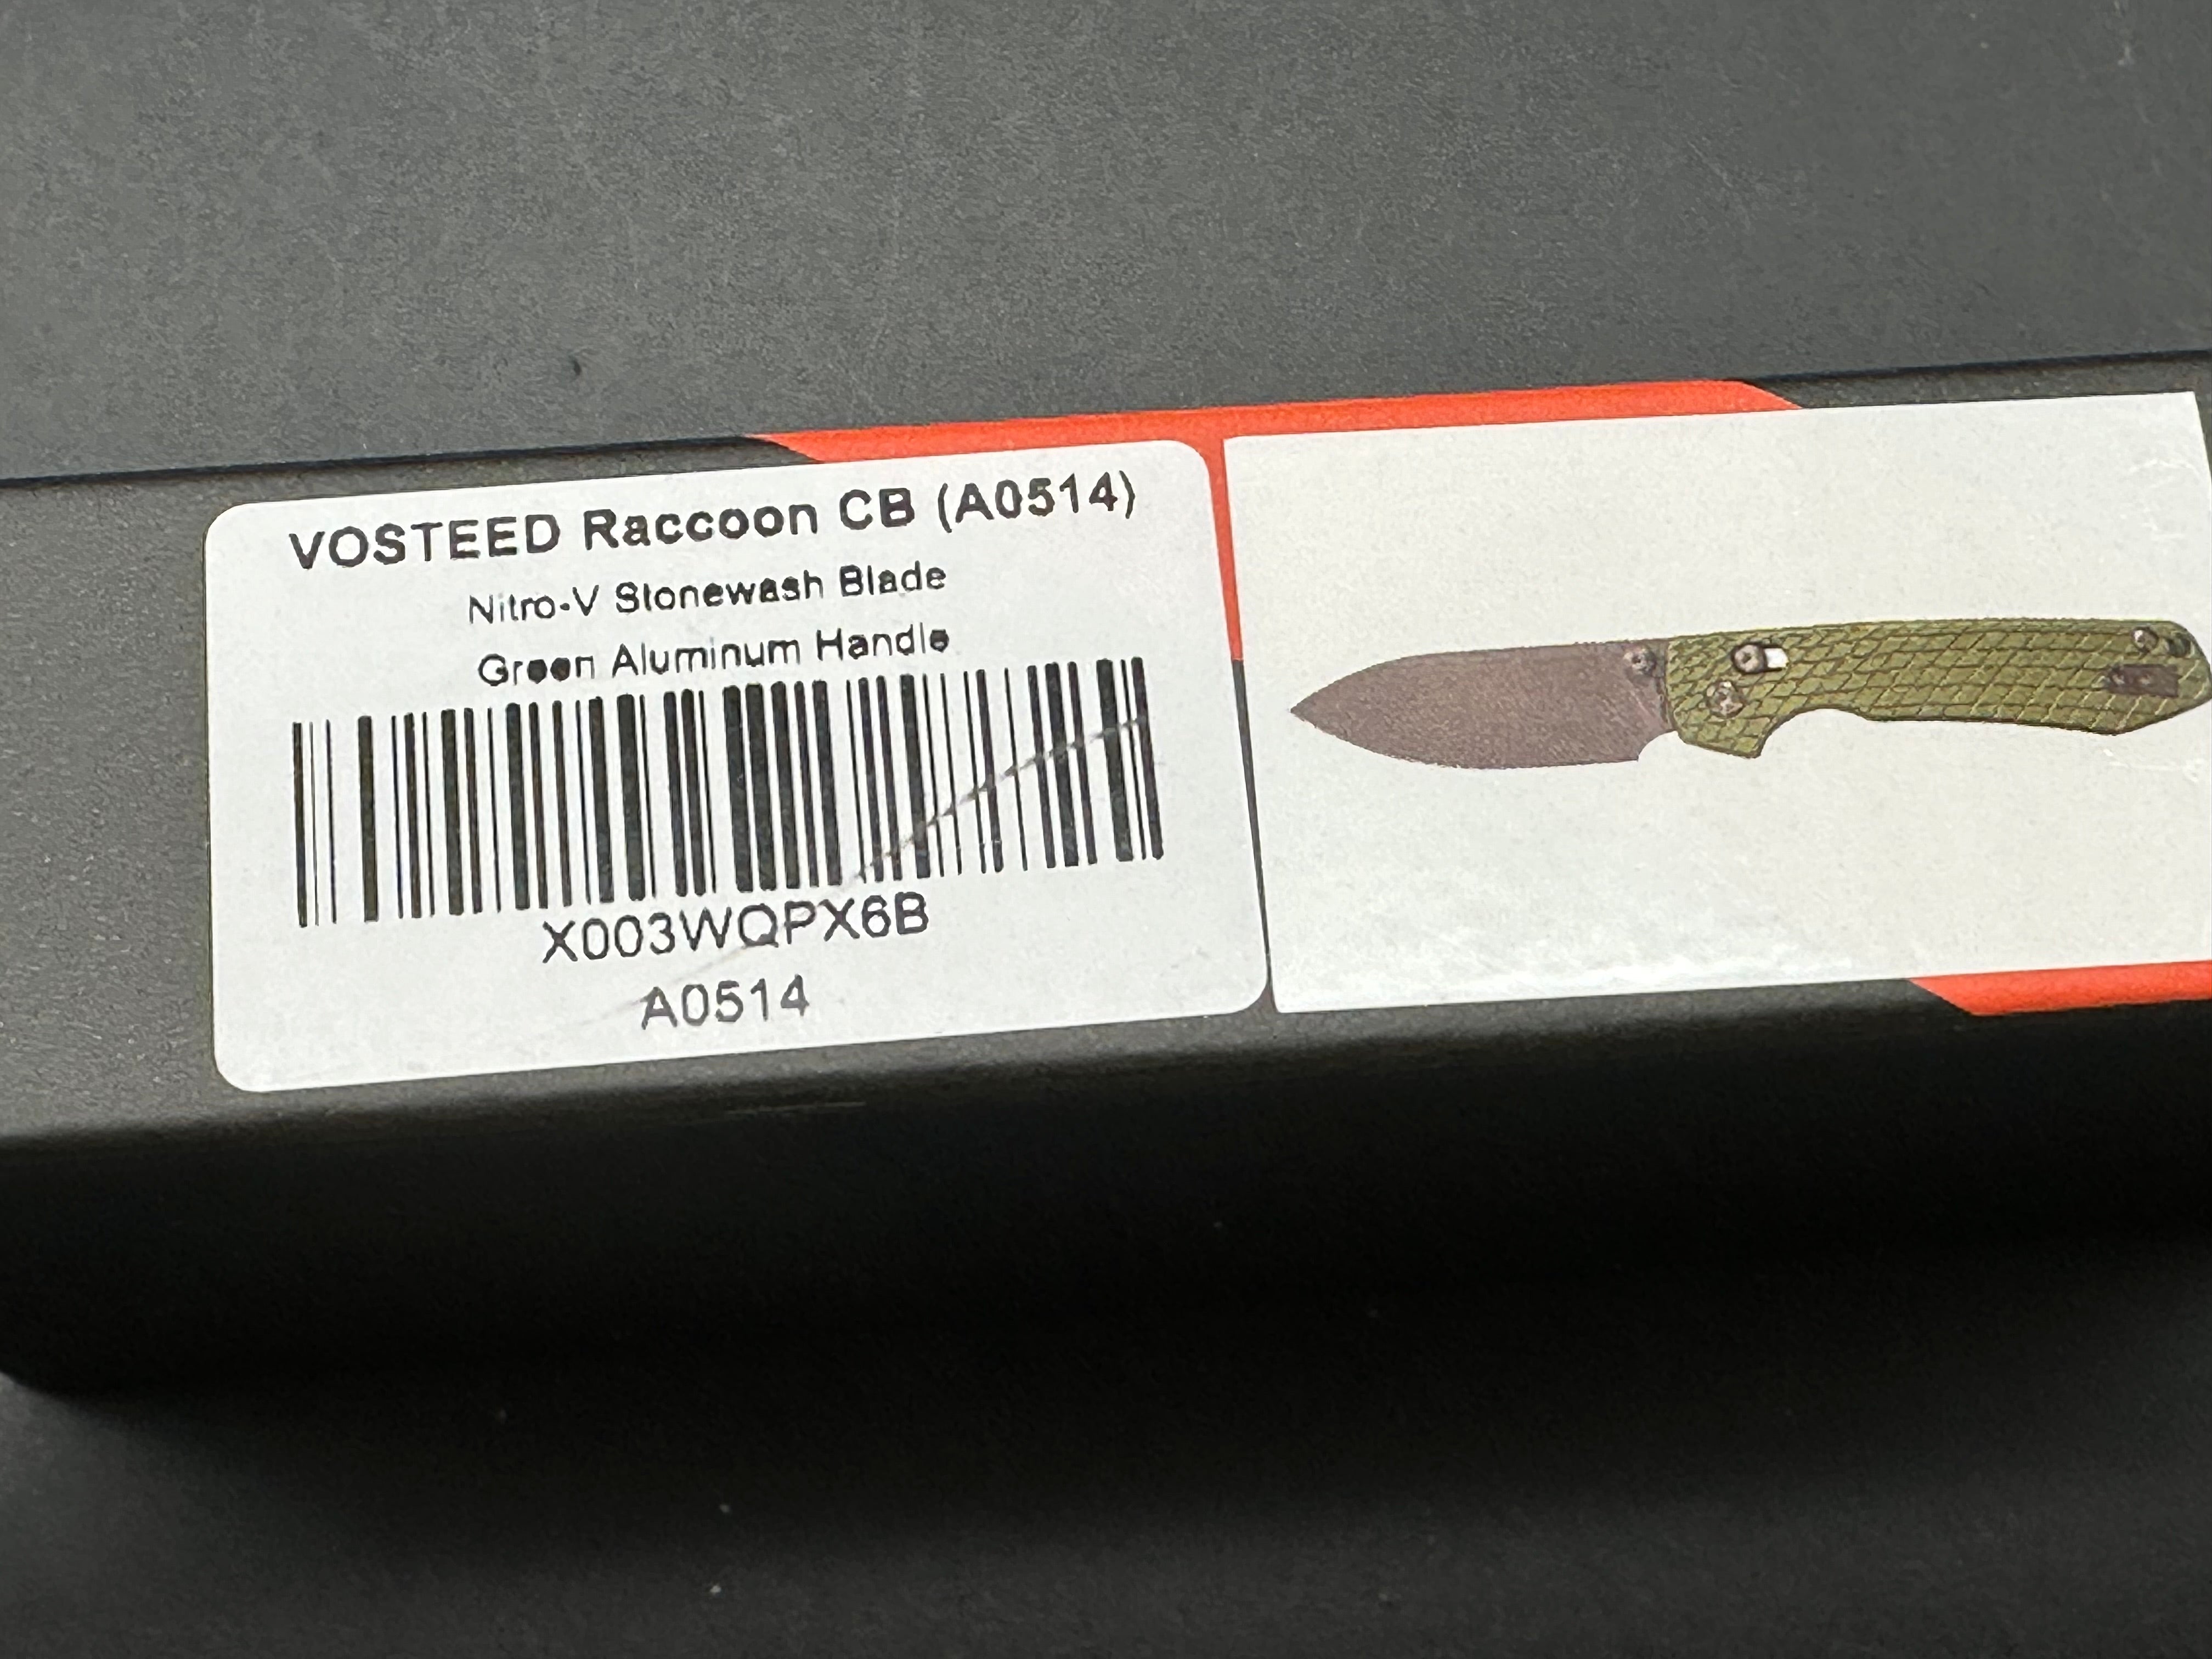 VOSTEED Raccoon CB (A0514)
Nitro-V Stonewash Blade
Green Aluminum Handle
X003WQPX6B
A0514